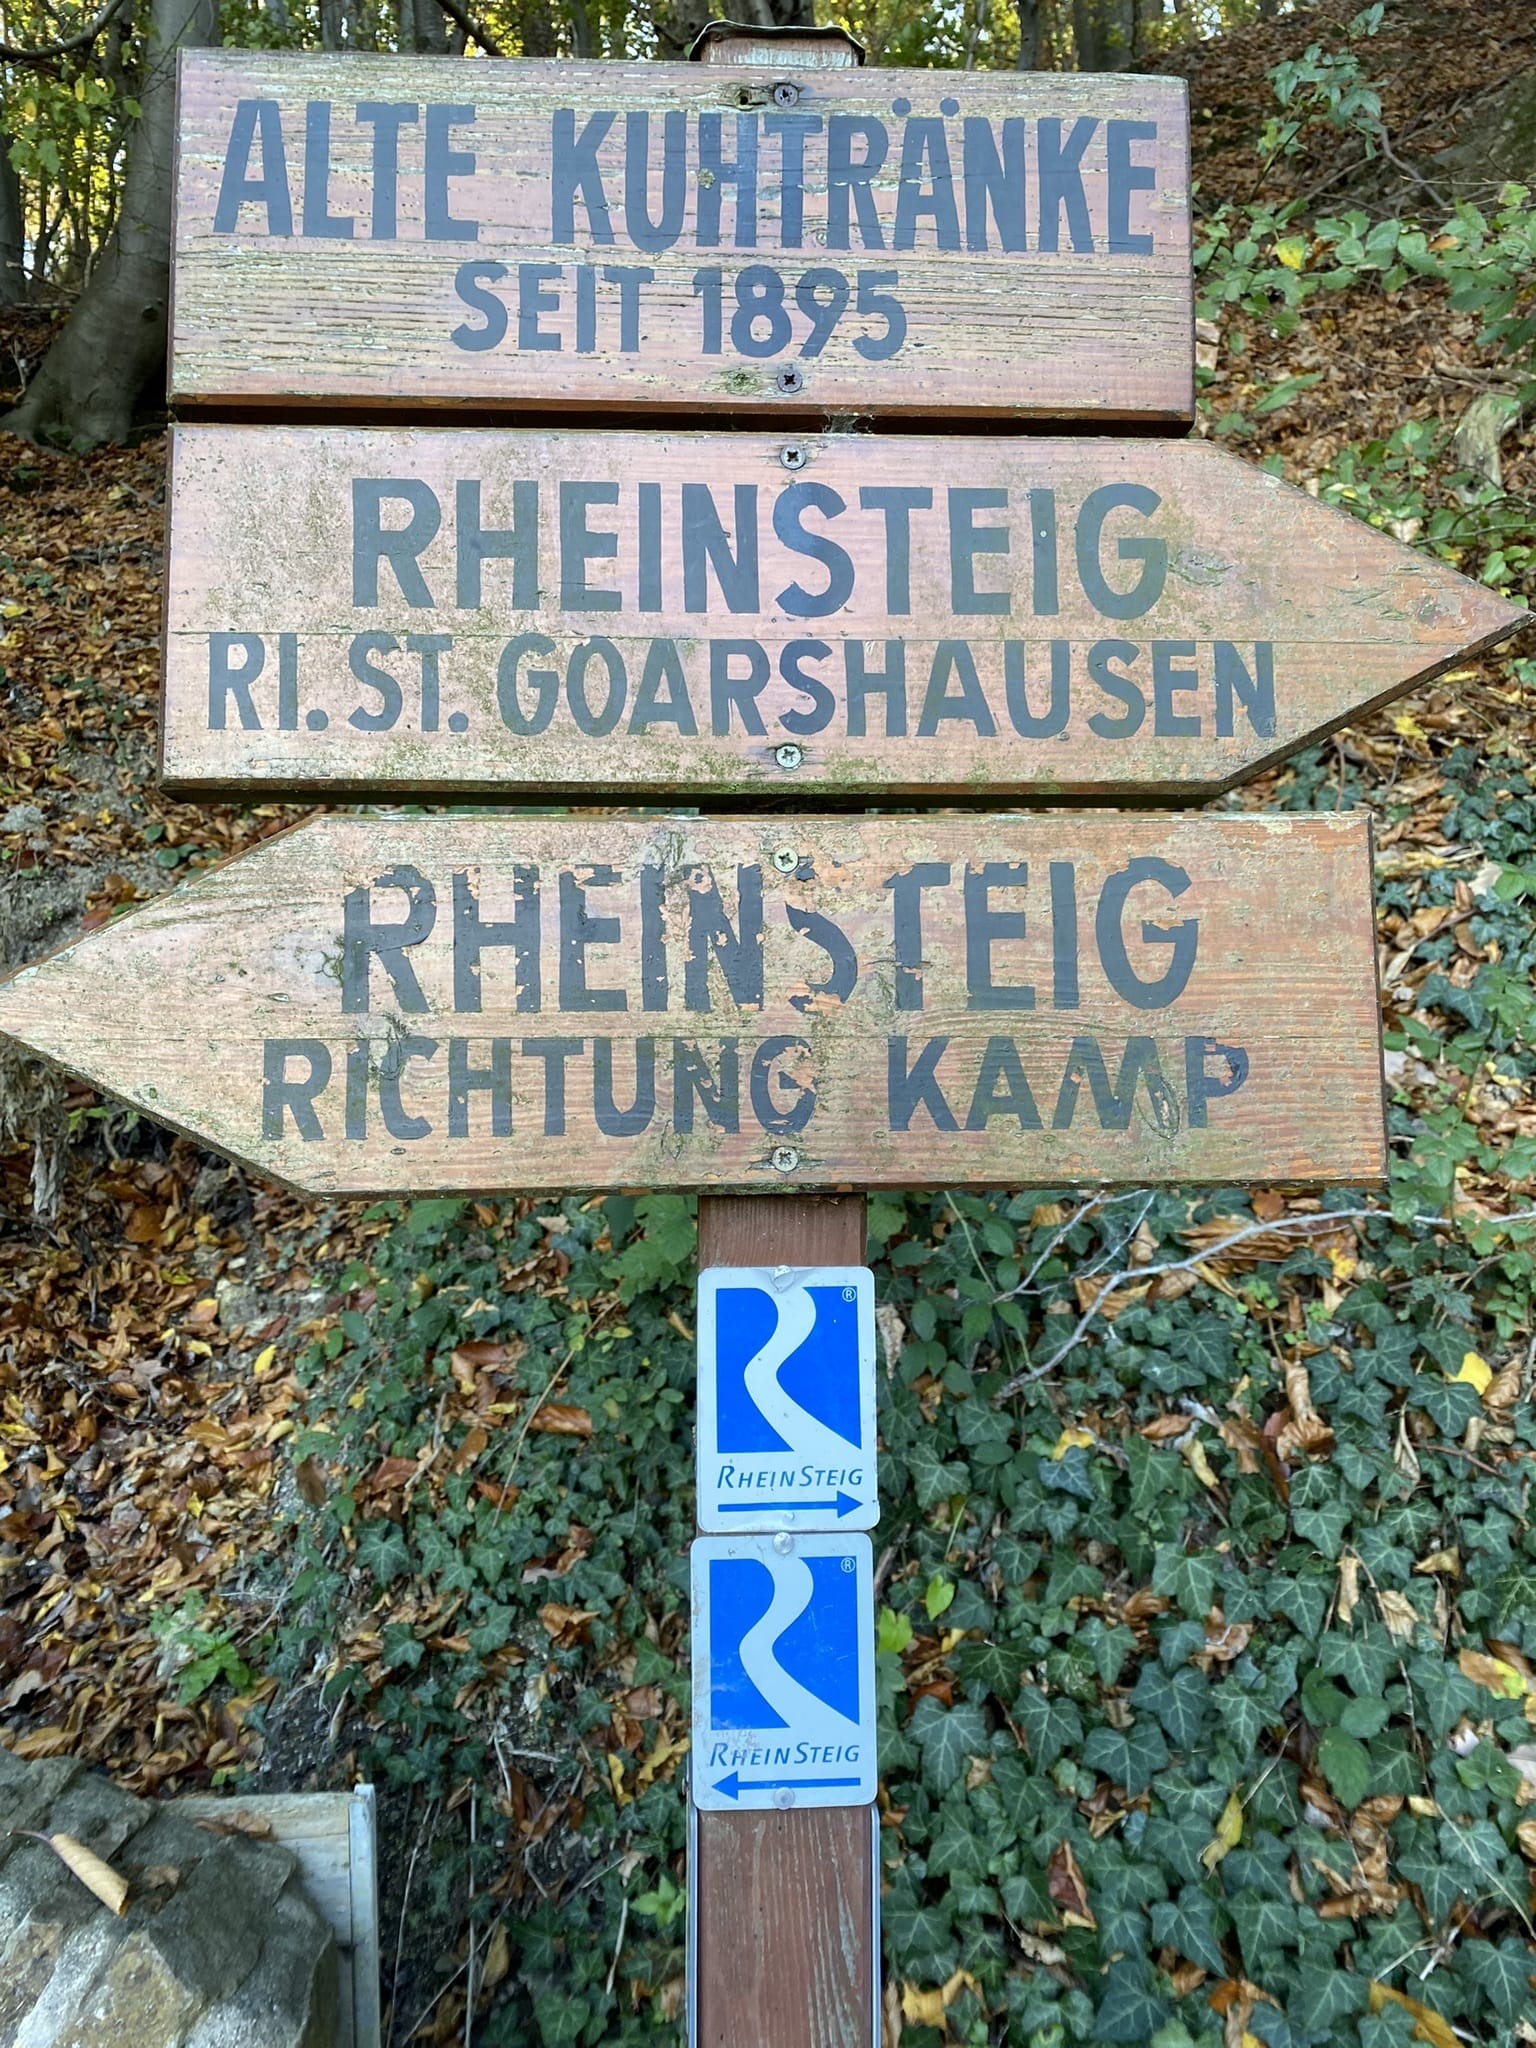 ALTE KUHTRÄNKE
SEIT 1895
RHEINSTEIG
RI. ST. GOARSHAUSEN
RHEINSTEIG
RICHTUNG KAMP
®
RHEINSTEIG
®
RHEINSTEIG